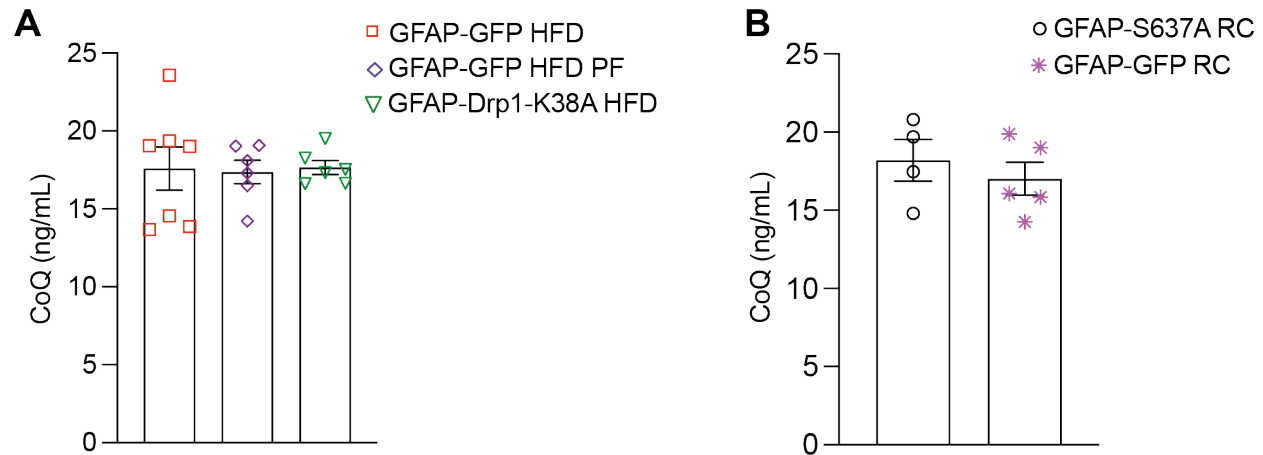 A
GFAP-GFP HFD
GFAP-GFP HFD PF
GFAP-Drp1-K38A HFD
25
20
15
10
5
0
CoQ (ng/mL)
B
GFAP-S637A RC
GFAP-GFP RC
25
20
15
10
5
0
CoQ (ng/mL)